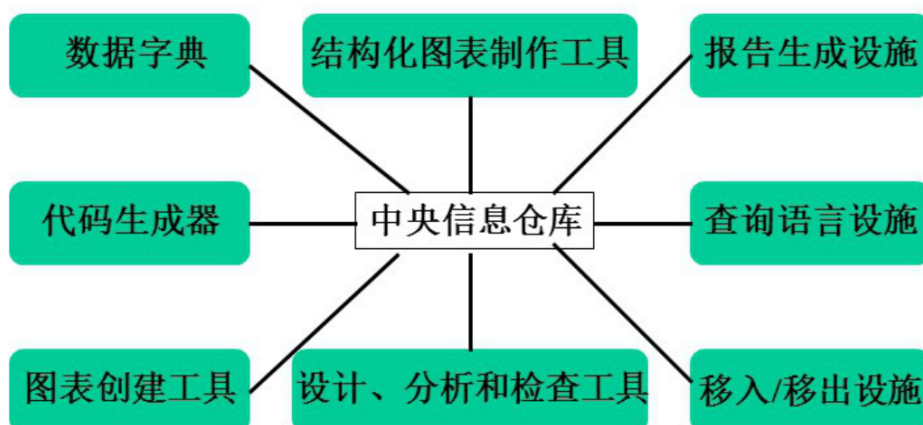 数据字典
结构化图表制作工具
报告生成设施
代码生成器
中央信息仓库
查询语言设施
图表创建工具
设计、分析和检查工具
移入/移出设施